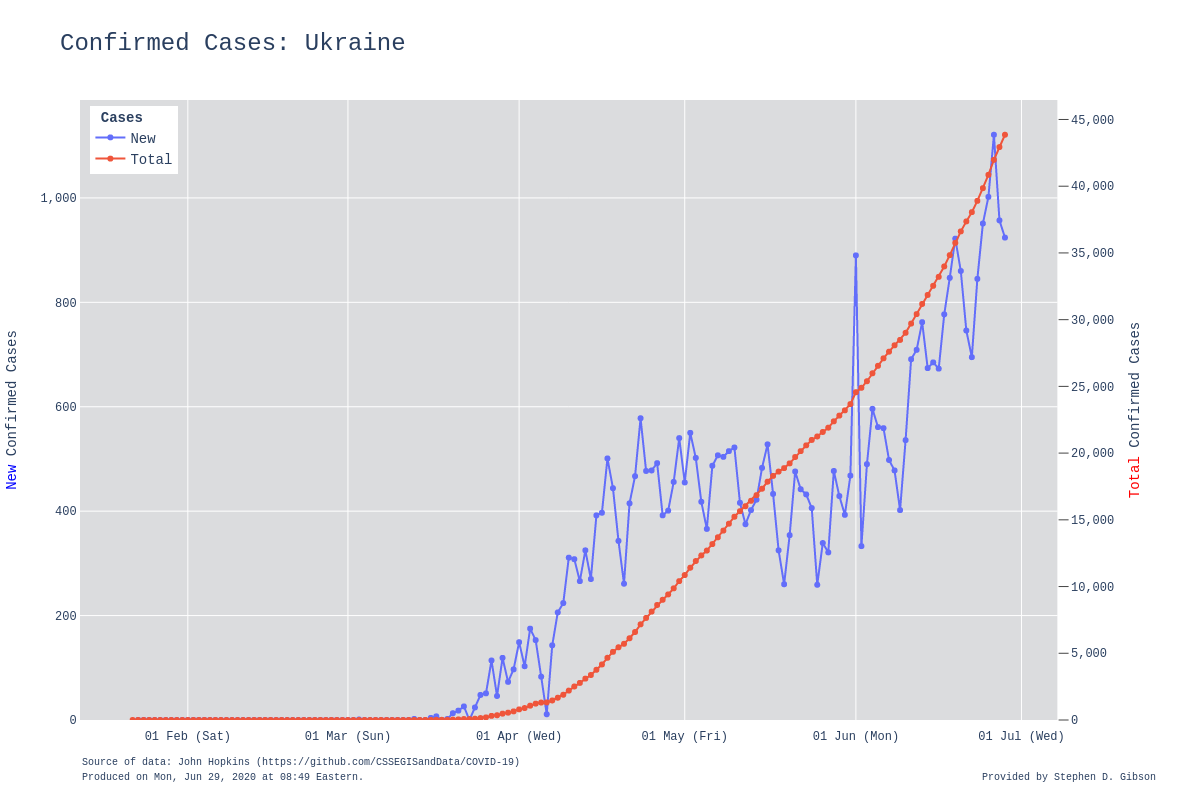 Confirmed Cases: Ukraine
Cases
New
Total
1,000
800
600
400
200
0
45,000
40,000
35,000
30,000
25,000
20,000
15,000
10,000
5,000
0
New Confirmed Cases
Total Confirmed Cases
01 Feb (Sat)
01 Mar (Sun)
01 Apr (Wed)
01 May (Fri)
01 Jun (Mon)
01 Jul (Wed)
Source of data: John Hopkins (https://github.com/CSSEGISandData/COVID-19)
Produced on Mon, Jun 29, 2020 at 08:49 Eastern.
Provided by Stephen D. Gibson